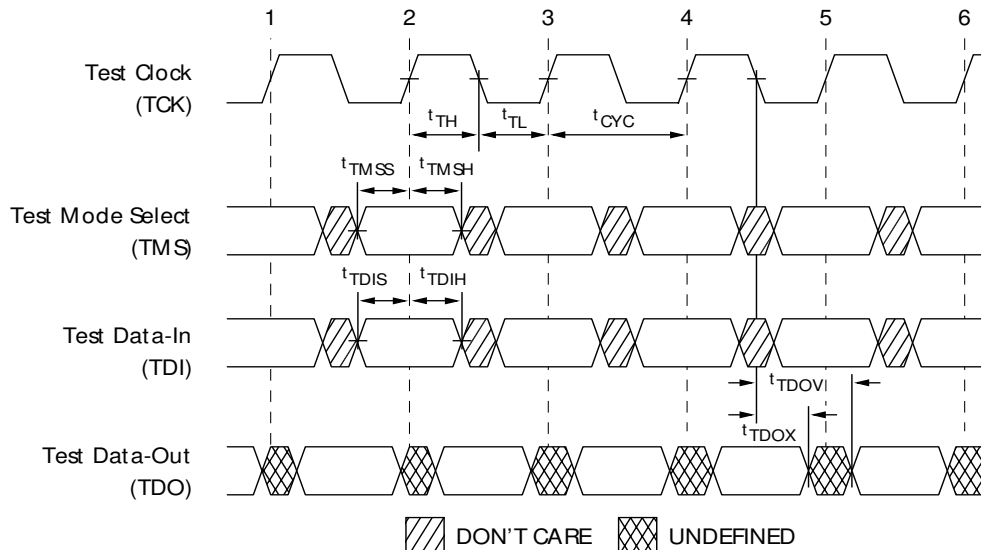 1 2 3 4 5 6
Test Clock
(TCK)
tTH tTL tCYC
tTMSS tTMSH
Test Mode Select
(TMS)
tTDIS tTDIH
Test Data-In
(TDI)
tTDOV
tTDOX
Test Data-Out
(TDO)
DON'T CARE UNDEFINED